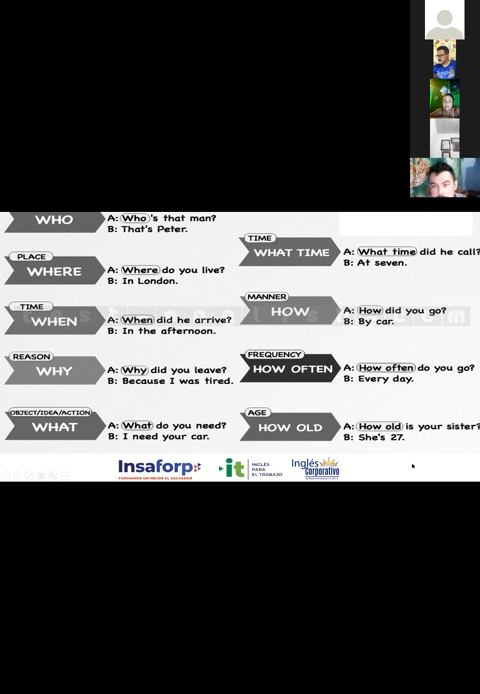 WHO
A: Who's that man?
B: That's Peter.
PLACE
WHERE
A: Where do you live?
B: In London.
TIME
WHEN
A: When did he arrive?
B: In the afternoon.
REASON
WHY
A: Why did you leave?
B: Because I was tired.
OBJECT/IDEA/ACTION
WHAT
A: What do you need?
B: I need your car.
TIME
WHAT TIME
A: What time did he call?
B: At seven.
MANNER
HOW
A: How did you go?
B: By car.
FREQUENCY
HOW OFTEN
A: How often do you go?
B: Every day.
AGE
HOW OLD
A: How old is your sister?
B: She's 27.
Insaforp
FORMANDO UN MEJOR EL SALVADOR
it
INGLÉS
PARA
EL TRABAJO
Inglés
corporativo